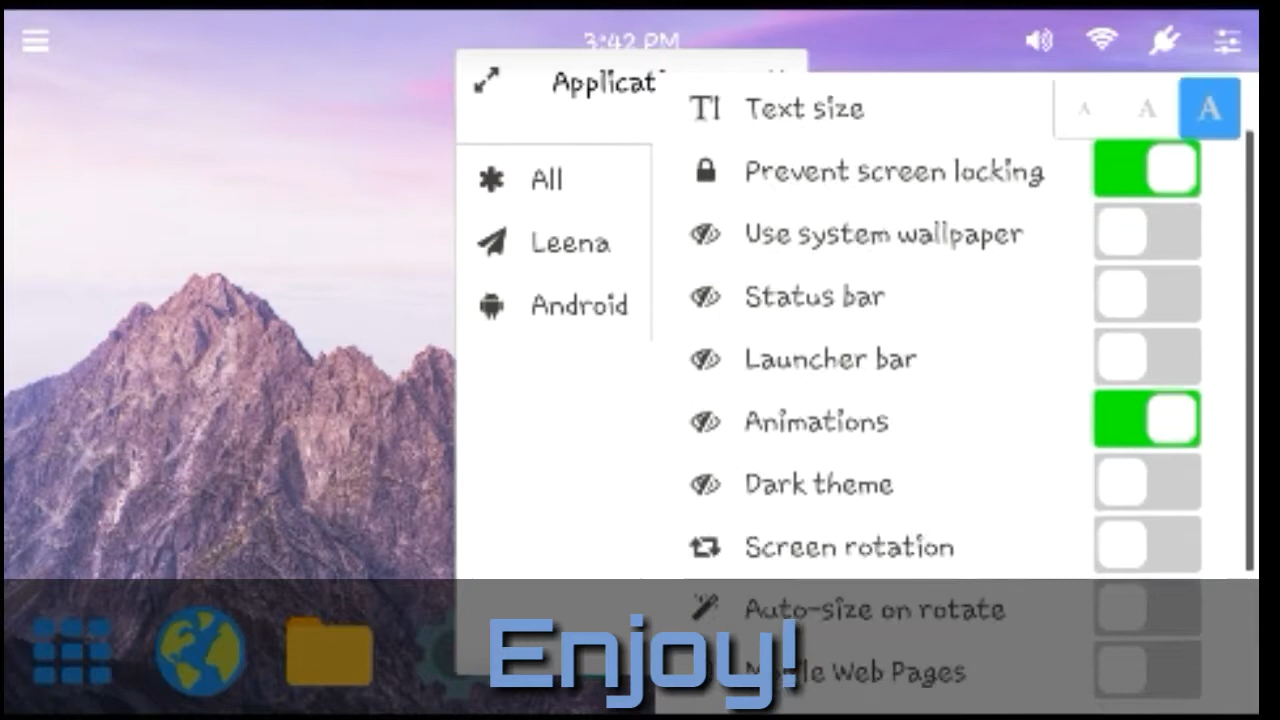 3:42 PM
Applicat
Text size
A A A
Prevent screen locking
All
Use system wallpaper
Leena
Status bar
Android
Launcher bar
Animations
Dark theme
Screen rotation
Auto-size on rotate
Enjoy!
Web Pages